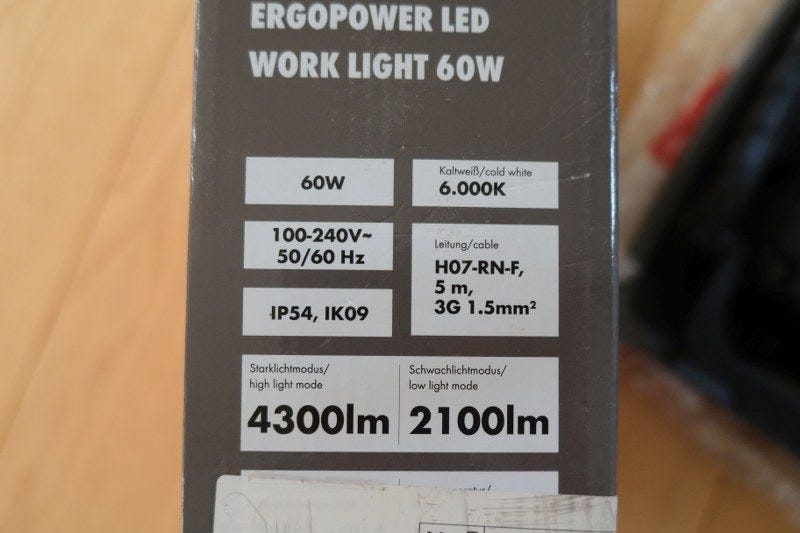 ERGOPOWER LED
WORK LIGHT 60W
60W
Kaltweiß/cold white
6.000K
100-240V~
50/60 Hz
Leitung/cable
H07-RN-F,
5 m,
3G 1.5mm²
IP54, IK09
Starklichtmodus/
high light mode
4300lm
Schwachlichtmodus/
low light mode
2100lm